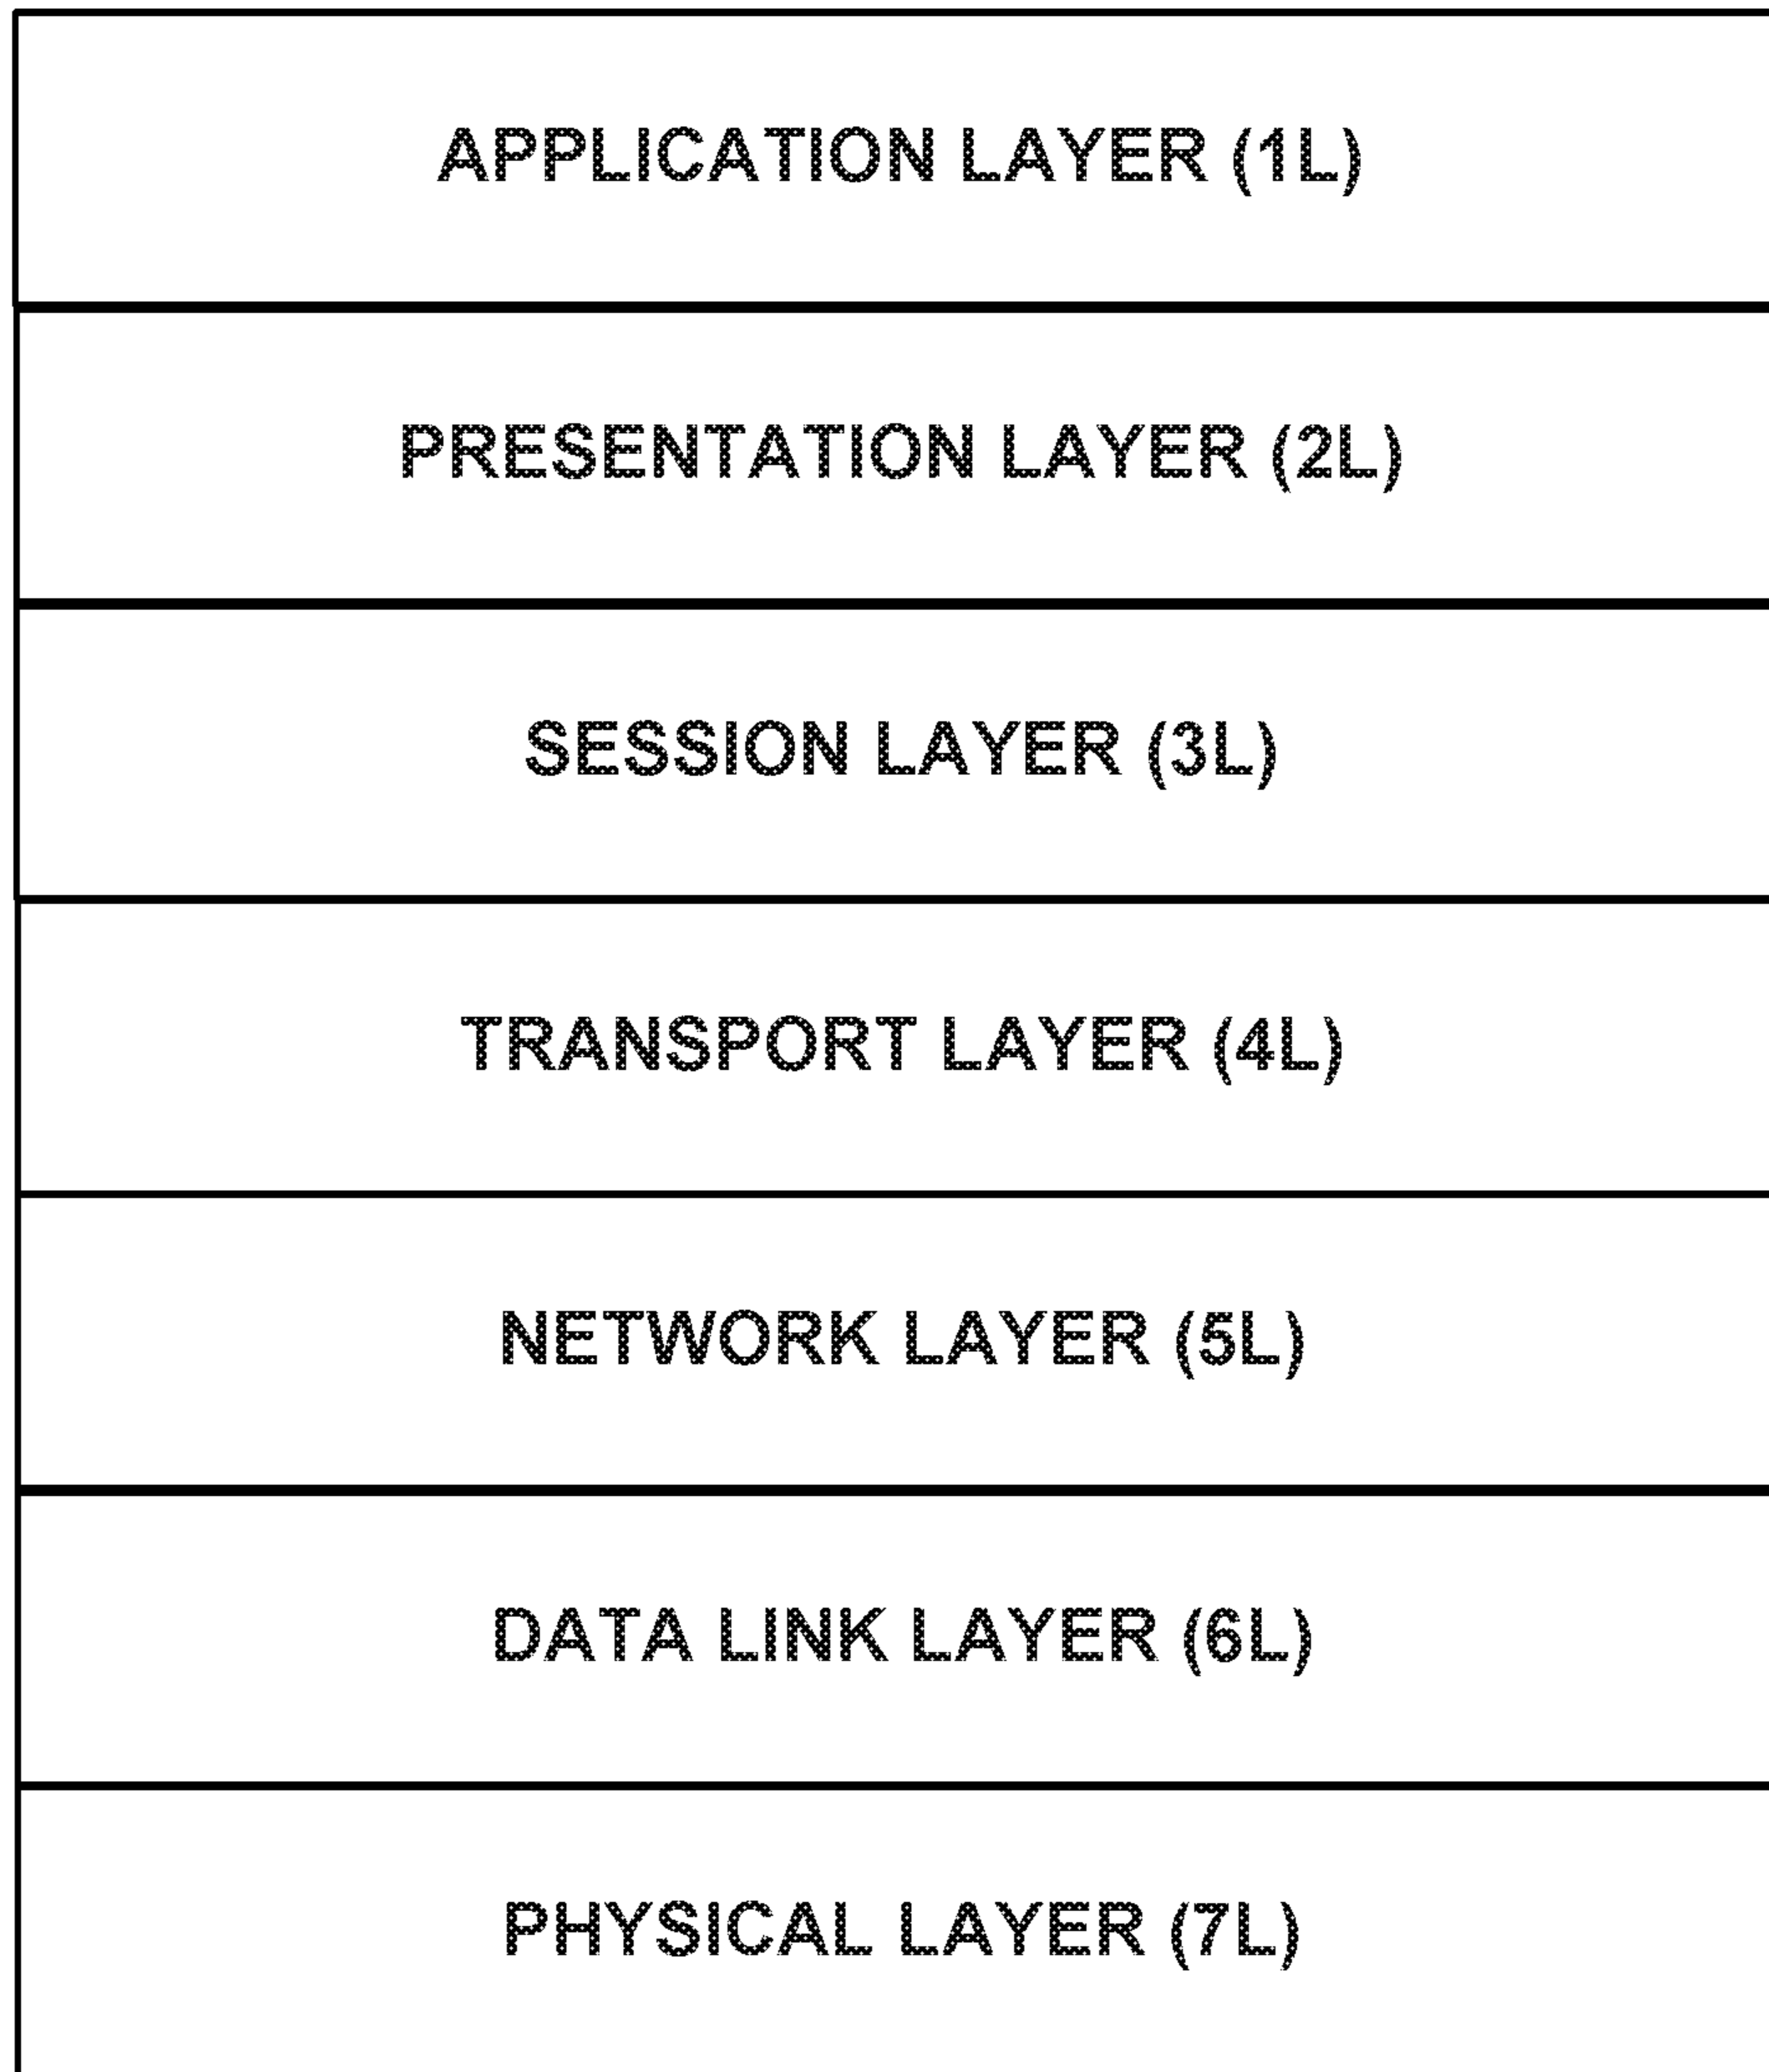 APPLICATION LAYER (1L)
PRESENTATION LAYER (2L)
SESSION LAYER (3L)
TRANSPORT LAYER (4L)
NETWORK LAYER (5L)
DATA LINK LAYER (6L)
PHYSICAL LAYER (7L)